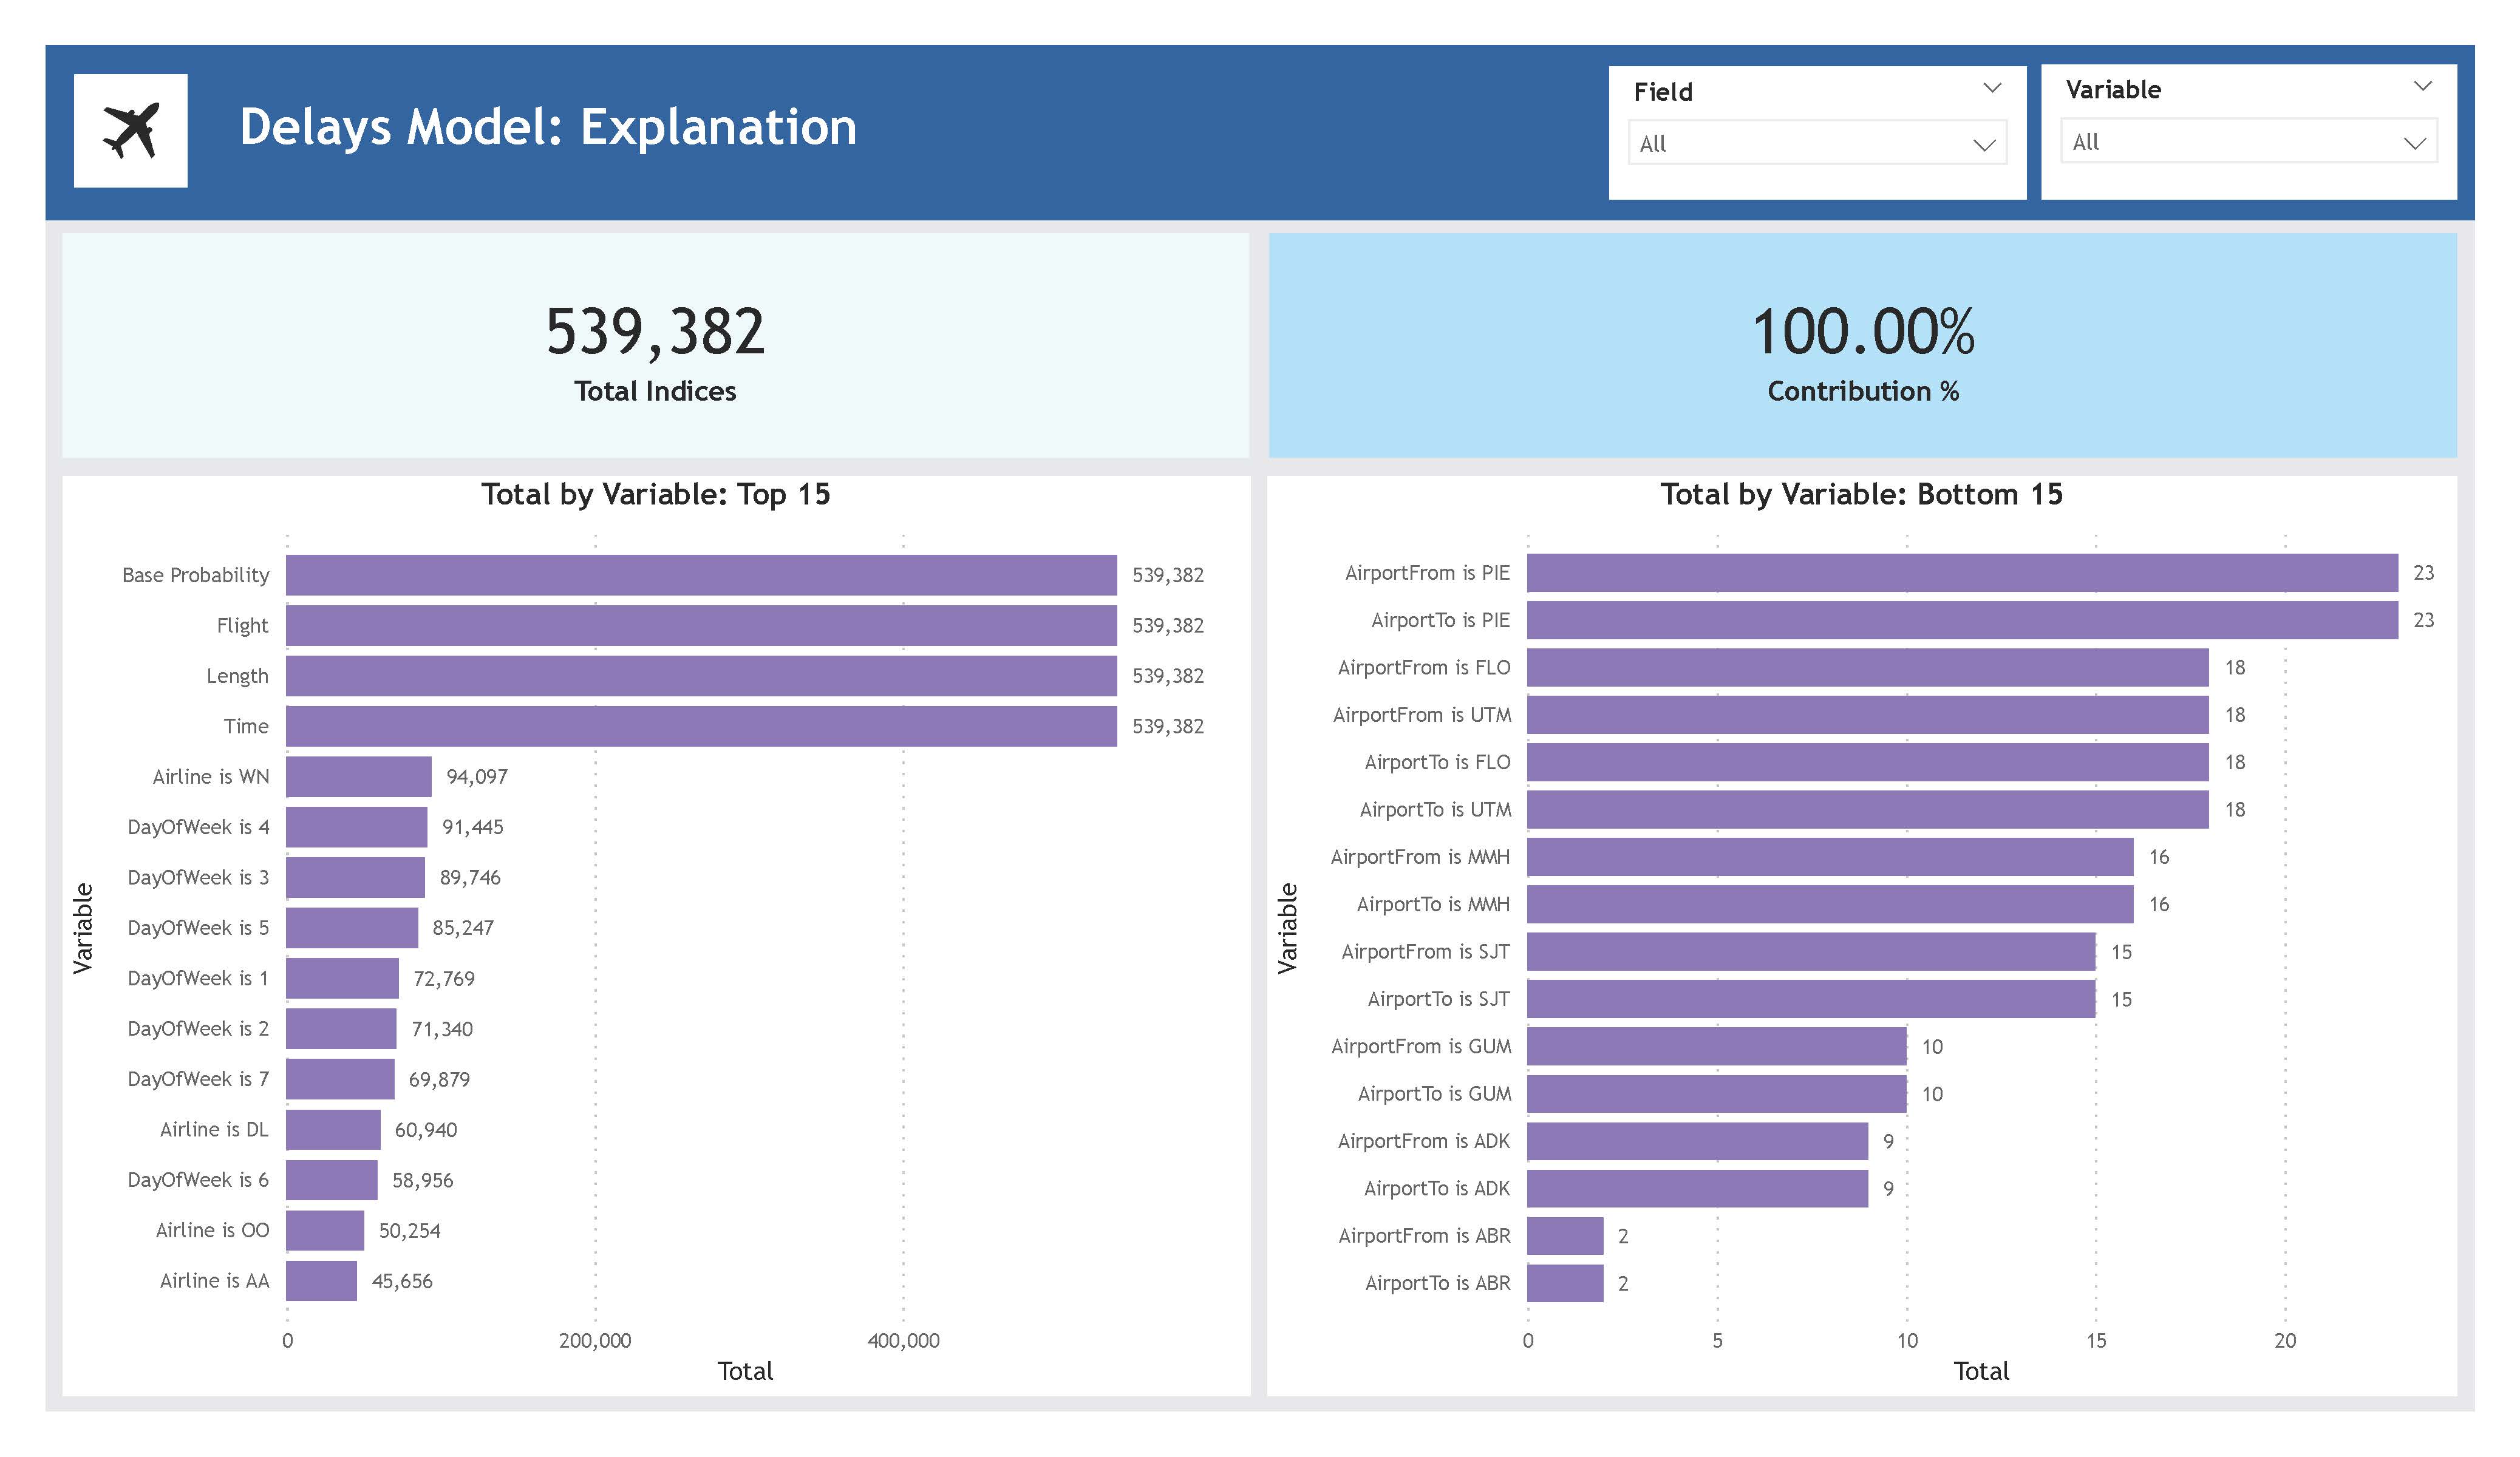 Delays Model: Explanation
Field
All
Variable
All
539,382
Total Indices
100.00%
Contribution %
Total by Variable: Top 15
Variable
Base Probability 539,382
Flight 539,382
Length 539,382
Time 539,382
Airline is WN 94,097
DayOfWeek is 4 91,445
DayOfWeek is 3 89,746
DayOfWeek is 5 85,247
DayOfWeek is 1 72,769
DayOfWeek is 2 71,340
DayOfWeek is 7 69,879
Airline is DL 60,940
DayOfWeek is 6 58,956
Airline is OO 50,254
Airline is AA 45,656
0 200,000 400,000
Total
Total by Variable: Bottom 15
Variable
AirportFrom is PIE 23
AirportTo is PIE 23
AirportFrom is FLO 18
AirportFrom is UTM 18
AirportTo is FLO 18
AirportTo is UTM 18
AirportFrom is MMH 16
AirportTo is MMH 16
AirportFrom is SJT 15
AirportTo is SJT 15
AirportFrom is GUM 10
AirportTo is GUM 10
AirportFrom is ADK 9
AirportTo is ADK 9
AirportFrom is ABR 2
AirportTo is ABR 2
0 5 10 15 20
Total